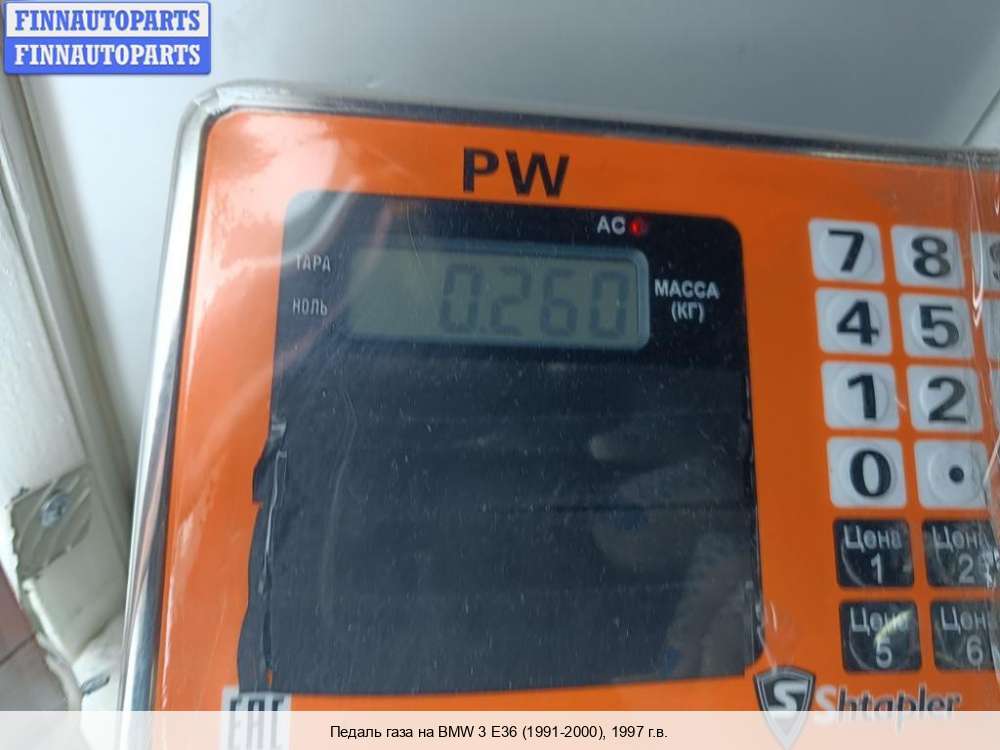 FINNAUTOPARTS
FINNAUTOPARTS
PW
AC
ТАРА
НОЛЬ
0.260
МАССА
(КГ)
7 8
4 5
1 2
0 .
Цена 1
Цена 2
Цена 5
Цена 6
Shtapler
EAC
Педаль газа на BMW 3 E36 (1991-2000), 1997 г.в.